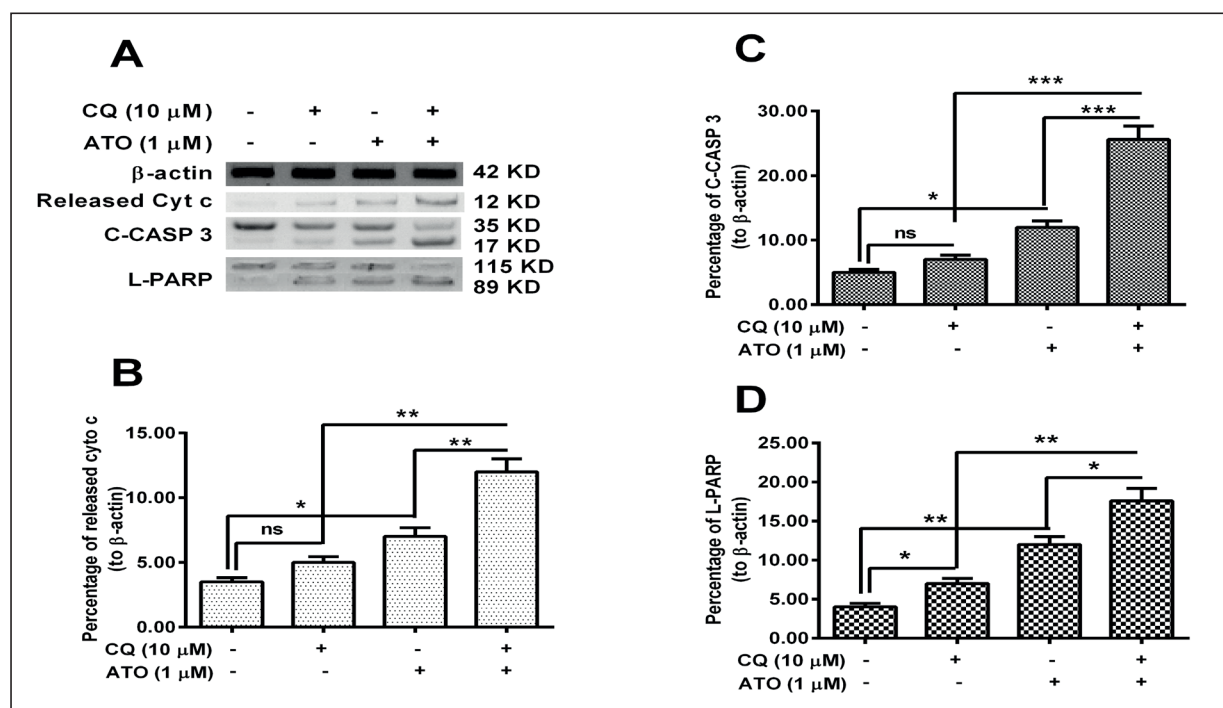 A
CQ (10 μM) - + - +
ATO (1 μM) - - + +
β-actin 42 KD
Released Cyt c 12 KD
C-CASP 3 35 KD
17 KD
L-PARP 115 KD
89 KD
B
Percentage of released cyto c
(to β-actin)
15.00
10.00
5.00
0.00
**
**
*
ns
CQ (10 μM) - + - +
ATO (1 μM) - - + +
C
Percentage of C-CASP 3
(to β-actin)
30.00
20.00
10.00
0.00
***
***
*
ns
CQ (10 μM) - + - +
ATO (1 μM) - - + +
D
Percentage of L-PARP
(to β-actin)
25.00
20.00
15.00
10.00
5.00
0.00
**
*
**
*
CQ (10 μM) - + - +
ATO (1 μM) - - + +